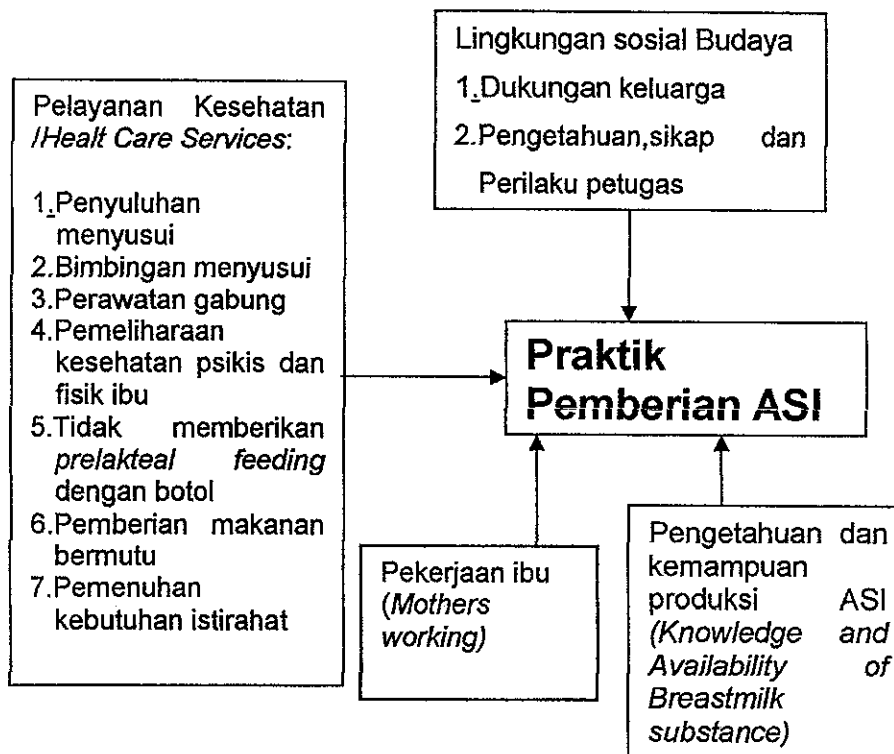 Lingkungan sosial Budaya
1.Dukungan keluarga
2.Pengetahuan,sikap dan
Perilaku petugas
Pelayanan Kesehatan
/Healt Care Services:
1.Penyuluhan
menyusui
2.Bimbingan menyusui
3.Perawatan gabung
4.Pemeliharaan
kesehatan psikis dan
fisik ibu
5.Tidak memberikan
prelakteal feeding
dengan botol
6.Pemberian makanan
bermutu
7.Pemenuhan
kebutuhan istirahat
Praktik
Pemberian ASI
Pekerjaan ibu
(Mothers
working)
Pengetahuan dan
kemampuan
produksi ASI
(Knowledge and
Availability of
Breastmilk
substance)